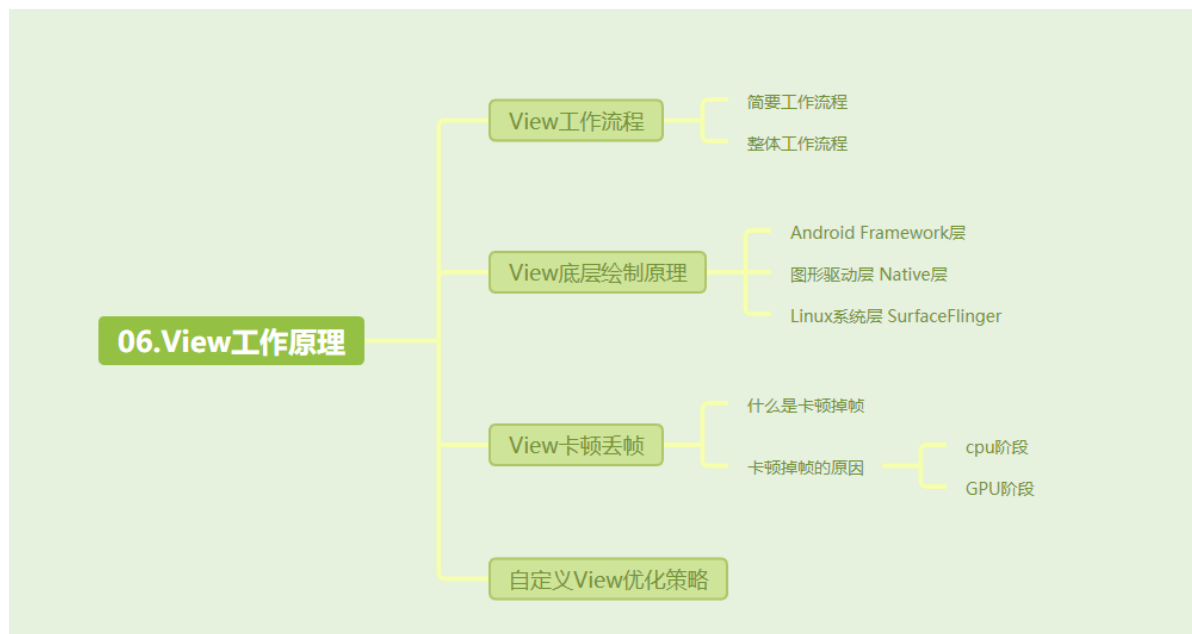 06.View工作原理
View工作流程
简要工作流程
整体工作流程
View底层绘制原理
Android Framework层
图形驱动层 Native层
Linux系统层 SurfaceFlinger
View卡顿丢帧
什么是卡顿掉帧
卡顿掉帧的原因
cpu阶段
GPU阶段
自定义View优化策略